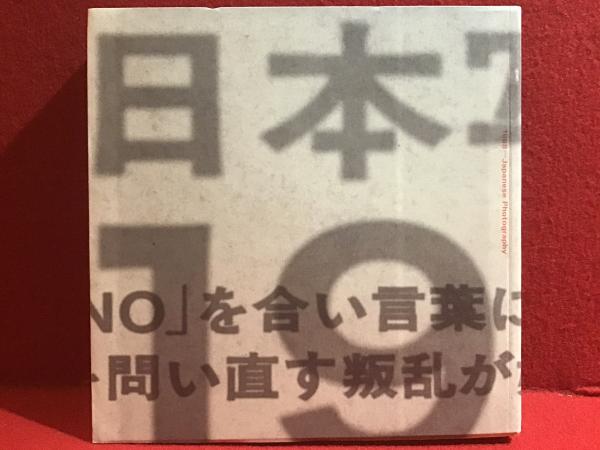 日本
19
NO」を合い言葉に
問い直す叛乱が
1968—Japanese Photography